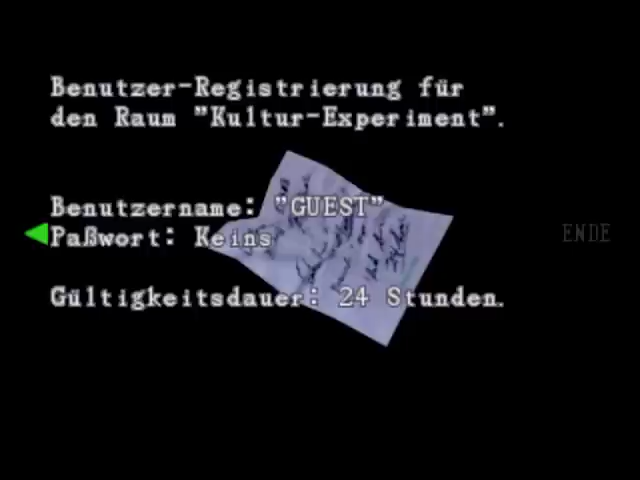 Benutzer-Registrierung für
den Raum "Kultur-Experiment".
Benutzername: "GUEST"
Paßwort: Keins
ENDE
Gültigkeitsdauer: 24 Stunden.